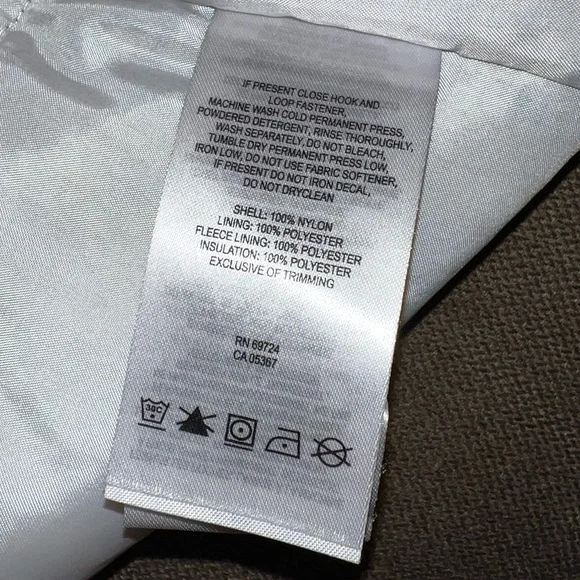 IF PRESENT CLOSE HOOK AND
LOOP FASTENER,
MACHINE WASH COLD PERMANENT PRESS,
POWDERED DETERGENT, RINSE THOROUGHLY,
WASH SEPARATELY, DO NOT BLEACH,
TUMBLE DRY PERMANENT PRESS LOW,
IRON LOW, DO NOT USE FABRIC SOFTENER,
IF PRESENT DO NOT IRON DECAL,
DO NOT DRYCLEAN
SHELL: 100% NYLON
LINING: 100% POLYESTER
FLEECE LINING: 100% POLYESTER
INSULATION: 100% POLYESTER
EXCLUSIVE OF TRIMMING
RN 69724
CA 05367
30C